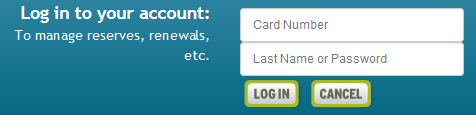 Log in to your account:
To manage reserves, renewals,
etc.
Card Number
Last Name or Password
LOG IN
CANCEL